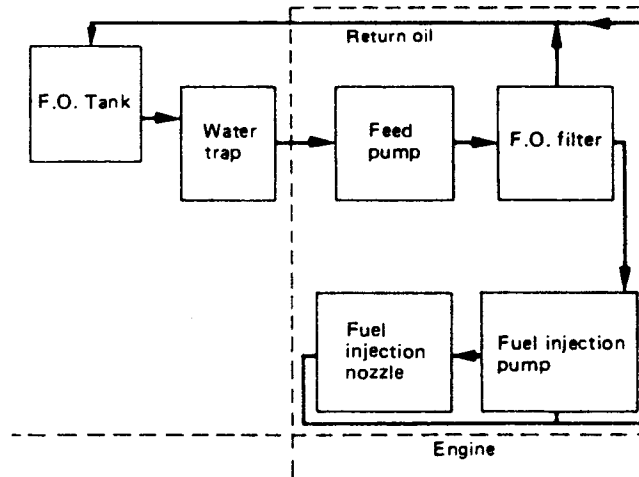 Return oil
F.O. Tank
Water
trap
Feed
pump
F.O. filter
Fuel
injection
nozzle
Fuel injection
pump
Engine